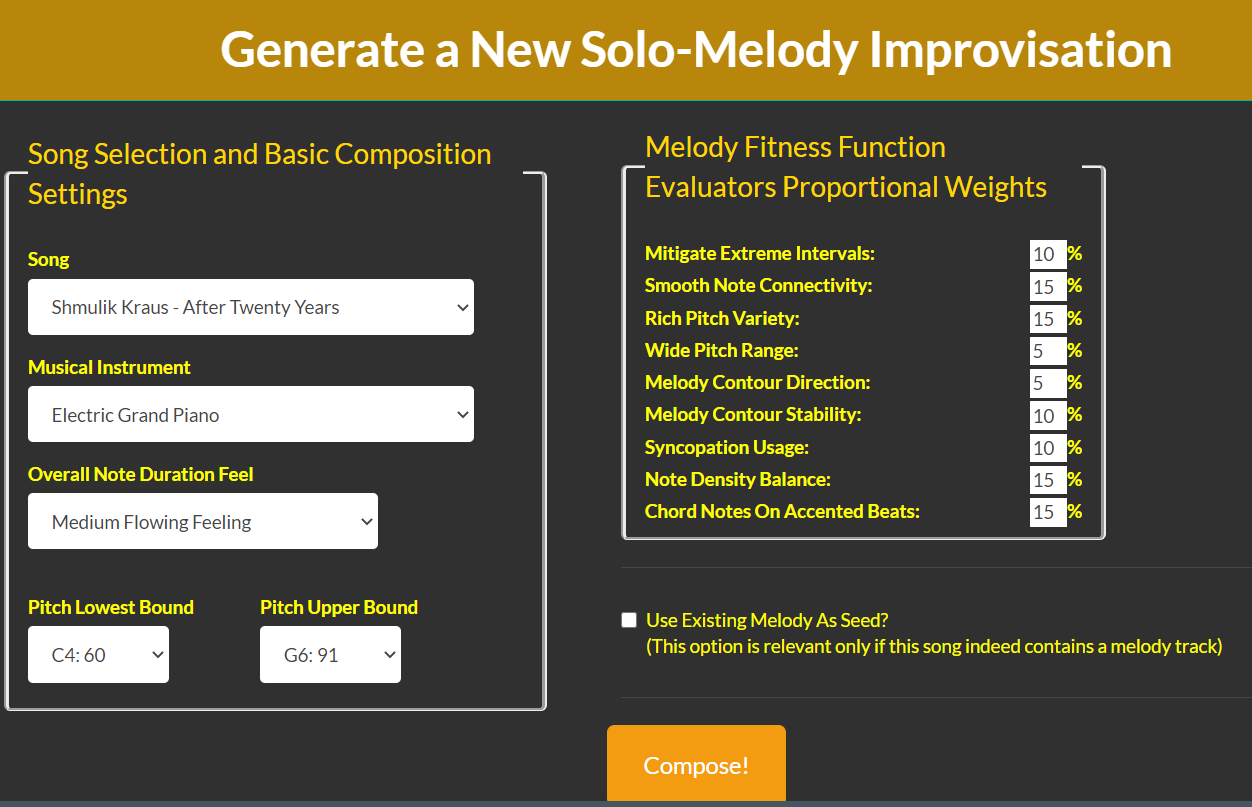 Generate a New Solo-Melody Improvisation
Song Selection and Basic Composition
Settings
Song
Shmulik Kraus - After Twenty Years
Musical Instrument
Electric Grand Piano
Overall Note Duration Feel
Medium Flowing Feeling
Pitch Lowest Bound
C4: 60
Pitch Upper Bound
G6: 91
Melody Fitness Function
Evaluators Proportional Weights
Mitigate Extreme Intervals: 10 %
Smooth Note Connectivity: 15 %
Rich Pitch Variety: 15 %
Wide Pitch Range: 5 %
Melody Contour Direction: 5 %
Melody Contour Stability: 10 %
Syncopation Usage: 10 %
Note Density Balance: 15 %
Chord Notes On Accented Beats: 15 %
Use Existing Melody As Seed?
(This option is relevant only if this song indeed contains a melody track)
Compose!